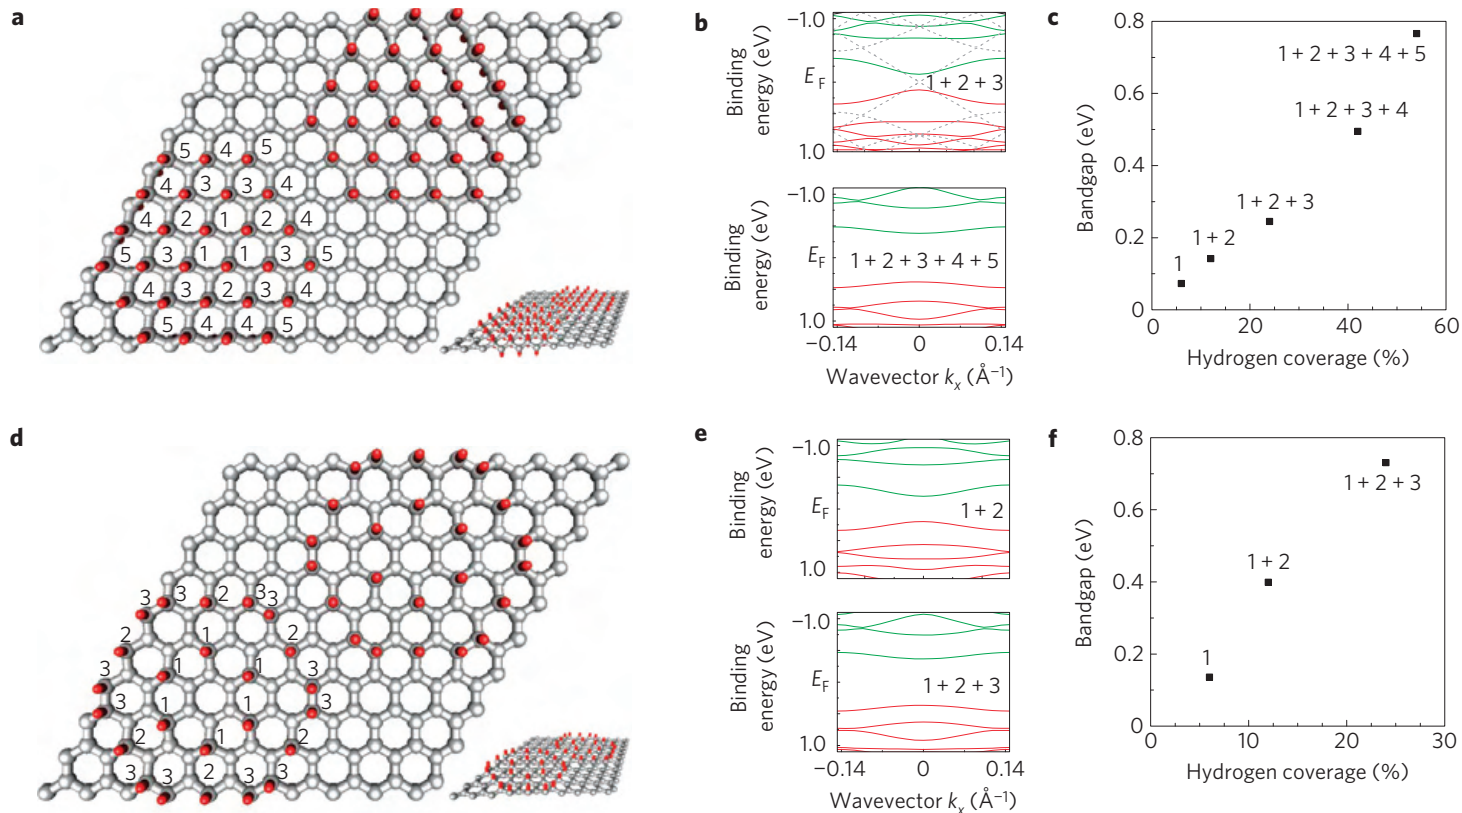 a
5 4 5
4 3 3 4
4 2 1 2 4
5 3 1 1 3 5
4 3 2 3 4
5 4 4 5
b
−1.0
E_F
1.0
Binding
energy (eV)
1 + 2 + 3
−1.0
E_F
1.0
Binding
energy (eV)
1 + 2 + 3 + 4 + 5
−0.14 0 0.14
Wavevector k_x (Å⁻¹)
c
0.8
0.6
0.4
0.2
0
Bandgap (eV)
1 + 2 + 3 + 4 + 5
1 + 2 + 3 + 4
1 + 2 + 3
1 + 2
1
0 20 40 60
Hydrogen coverage (%)
d
3 3 2 3 3 3
2 1 2
3 1 1 3
3 1 3
2 1 2
3 3 2 3 3
e
−1.0
E_F
1.0
Binding
energy (eV)
1 + 2
−1.0
E_F
1.0
Binding
energy (eV)
1 + 2 + 3
−0.14 0 0.14
Wavevector k_x (Å⁻¹)
f
0.8
0.6
0.4
0.2
0
Bandgap (eV)
1 + 2 + 3
1 + 2
1
0 10 20 30
Hydrogen coverage (%)